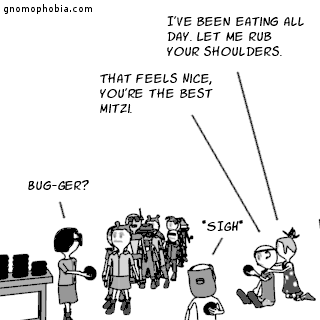 gnomophobia.com
I'VE BEEN EATING ALL
DAY. LET ME RUB
YOUR SHOULDERS.
THAT FEELS NICE,
YOU'RE THE BEST
MITZI.
BUG-GER?
*SIGH*